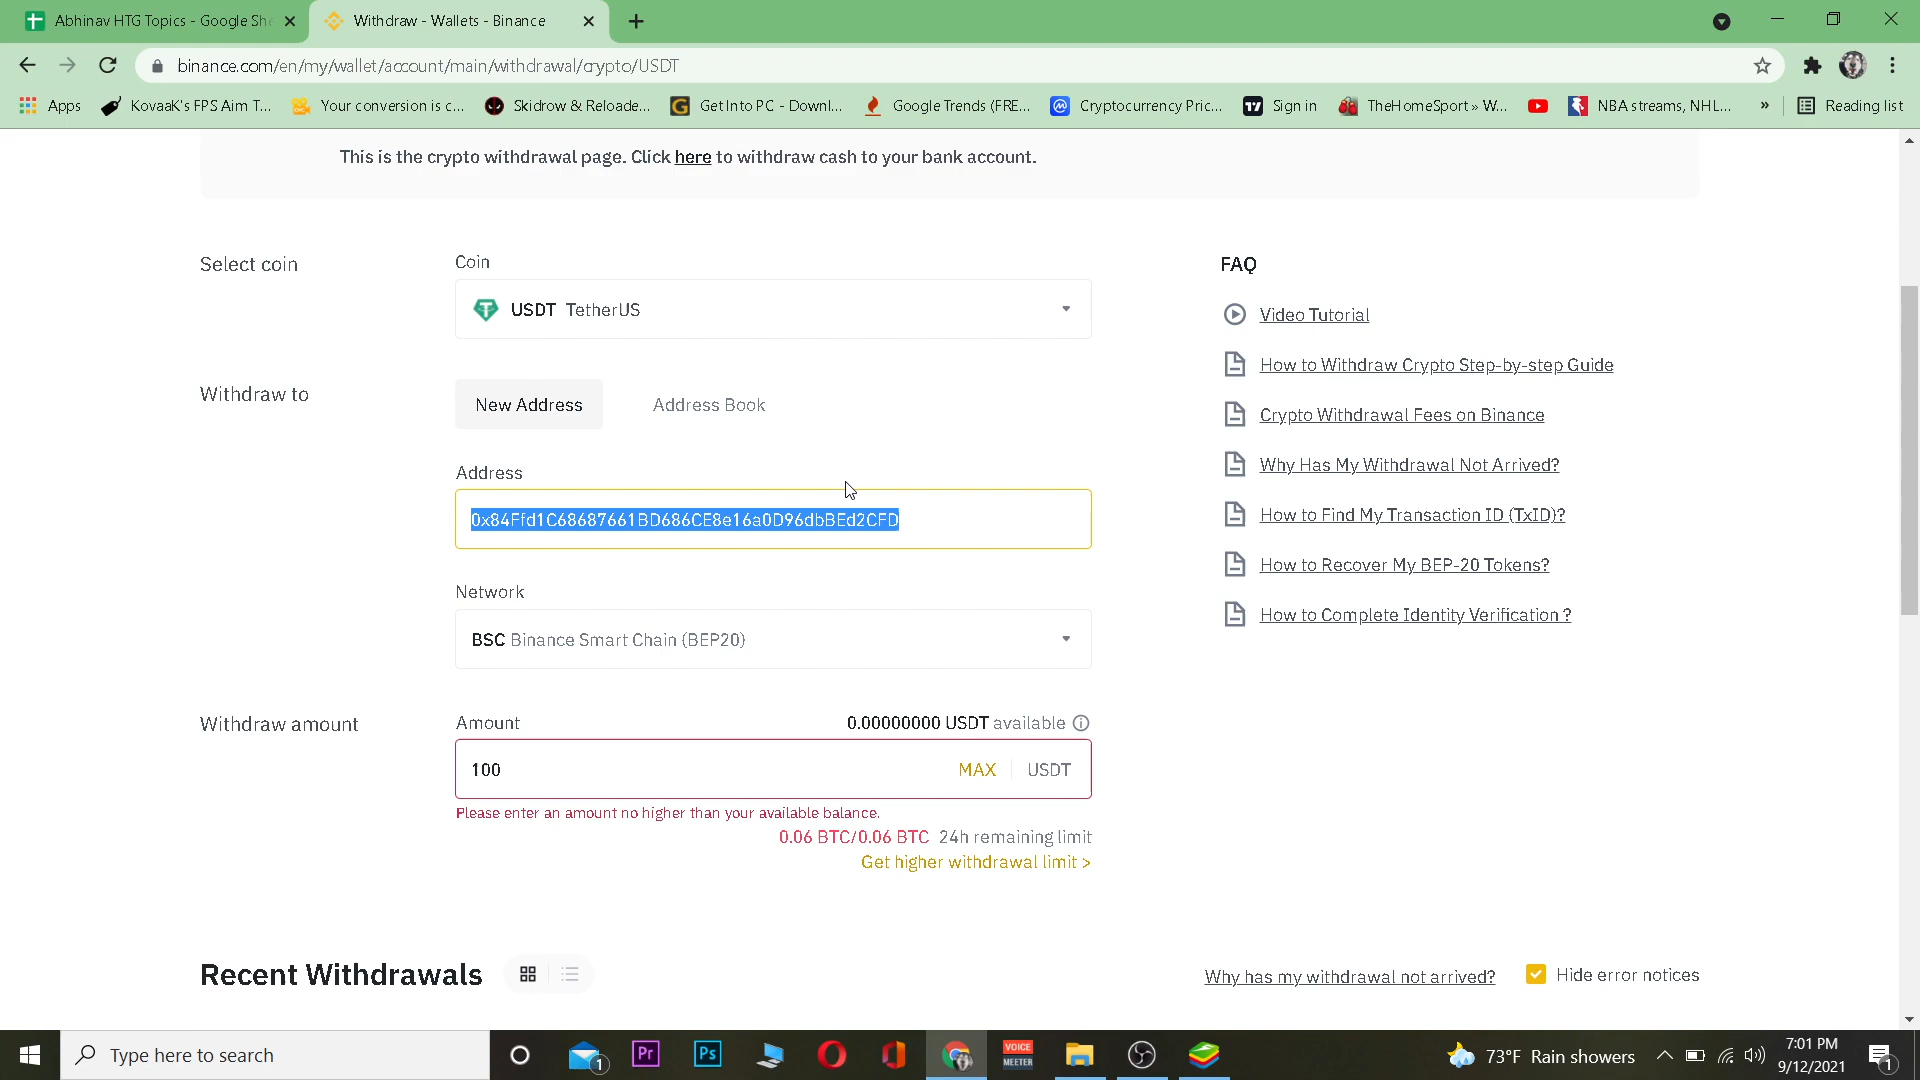 Abhinav HTG Topics - Google She
Withdraw - Wallets - Binance
binance.com/en/my/wallet/account/main/withdrawal/crypto/USDT
Apps
KovaaK's FPS Aim T...
Your conversion is c...
Skidrow & Reloade...
Get Into PC - Downl...
Google Trends (FRE...
Cryptocurrency Pric...
Sign in
TheHomeSport » W...
NBA streams, NHL...
»
Reading list
This is the crypto withdrawal page. Click here to withdraw cash to your bank account.
Select coin
Coin
USDT TetherUS
Withdraw to
New Address
Address Book
Address
0x84Ffd1C68687661BD686CE8e16a0D96dbBEd2CFD
Network
BSC Binance Smart Chain (BEP20)
Withdraw amount
Amount
0.00000000 USDT available
100
MAX
USDT
Please enter an amount no higher than your available balance.
0.06 BTC/0.06 BTC 24h remaining limit
Get higher withdrawal limit >
FAQ
Video Tutorial
How to Withdraw Crypto Step-by-step Guide
Crypto Withdrawal Fees on Binance
Why Has My Withdrawal Not Arrived?
How to Find My Transaction ID (TxID)?
How to Recover My BEP-20 Tokens?
How to Complete Identity Verification ?
Recent Withdrawals
Why has my withdrawal not arrived?
Hide error notices
Type here to search
1
Pr
Ps
VOICE
MEETER
73°F Rain showers
7:01 PM
9/12/2021
1